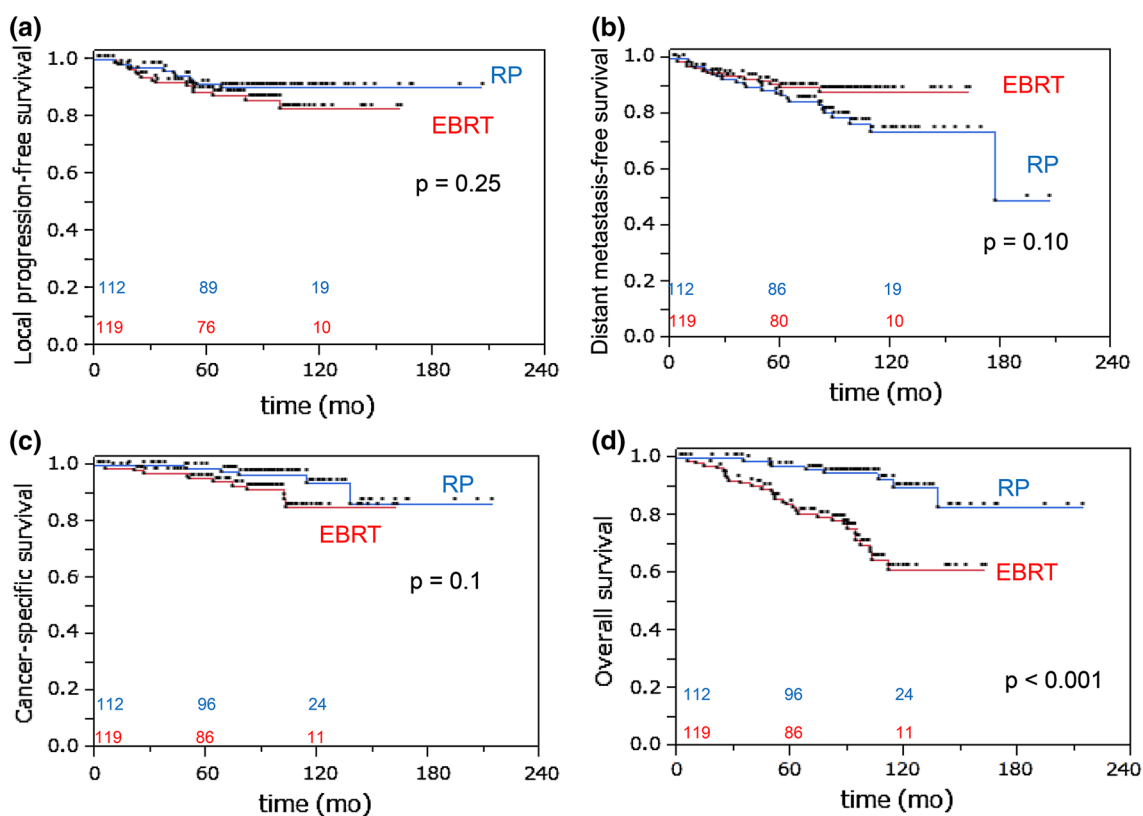 (a)
Local progression-free survival
1.0
0.8
0.6
0.4
0.2
0.0
RP
EBRT
p = 0.25
112 89 19
119 76 10
0 60 120 180 240
time (mo)
(b)
Distant metastasis-free survival
1.0
0.8
0.6
0.4
0.2
0.0
EBRT
RP
p = 0.10
112 86 19
119 80 10
0 60 120 180 240
time (mo)
(c)
Cancer-specific survival
1.0
0.8
0.6
0.4
0.2
0.0
RP
EBRT
p = 0.1
112 96 24
119 86 11
0 60 120 180 240
time (mo)
(d)
Overall survival
1.0
0.8
0.6
0.4
0.2
0.0
RP
EBRT
p < 0.001
112 96 24
119 86 11
0 60 120 180 240
time (mo)